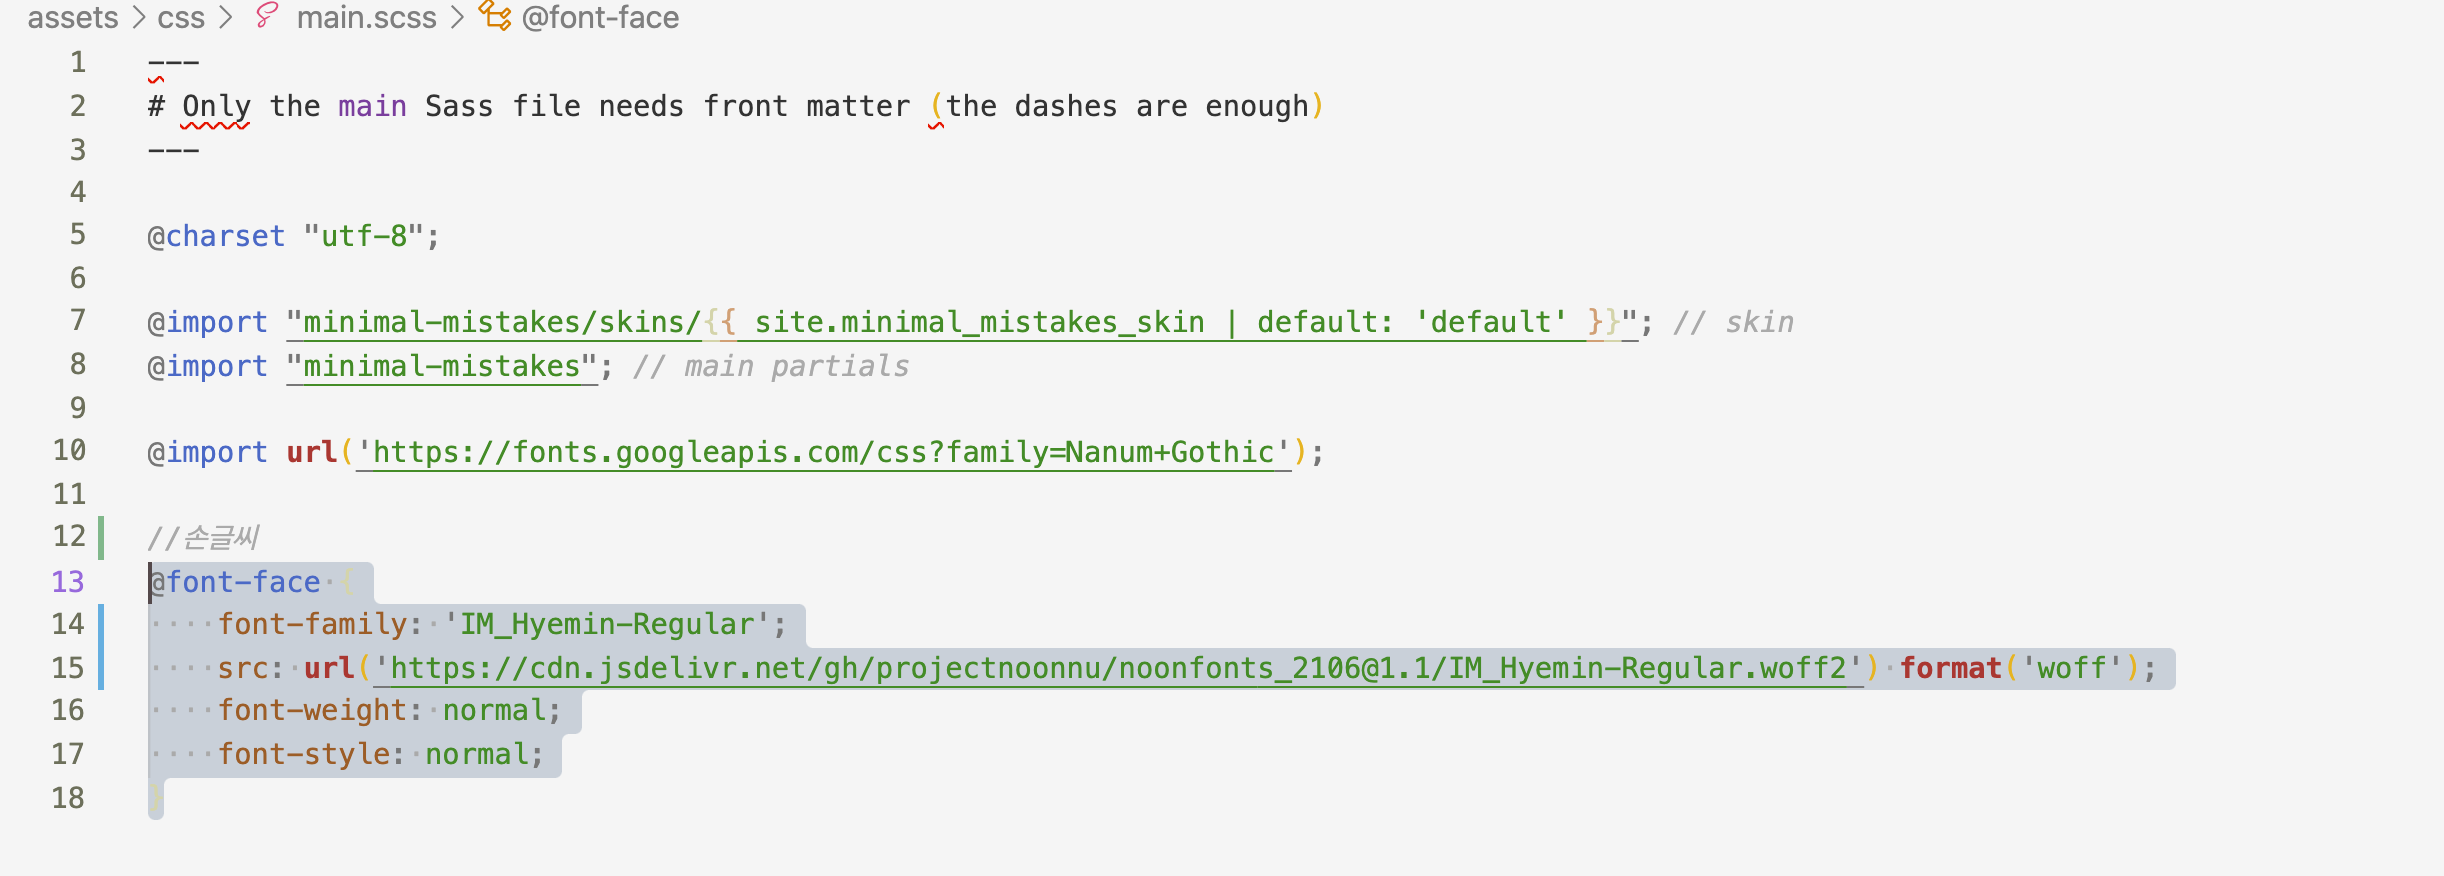 assets > css > main.scss > @font-face
1 ---
2 # Only the main Sass file needs front matter (the dashes are enough)
3 ---
4
5 @charset "utf-8";
6
7 @import "minimal-mistakes/skins/{{ site.minimal_mistakes_skin | default: 'default' }}"; // skin
8 @import "minimal-mistakes"; // main partials
9
10 @import url('https://fonts.googleapis.com/css?family=Nanum+Gothic');
11
12 //손글씨
13 @font-face {
14     font-family: 'IM_Hyemin-Regular';
15     src: url('https://cdn.jsdelivr.net/gh/projectnoonnu/noonfonts_2106@1.1/IM_Hyemin-Regular.woff2') format('woff');
16     font-weight: normal;
17     font-style: normal;
18 }